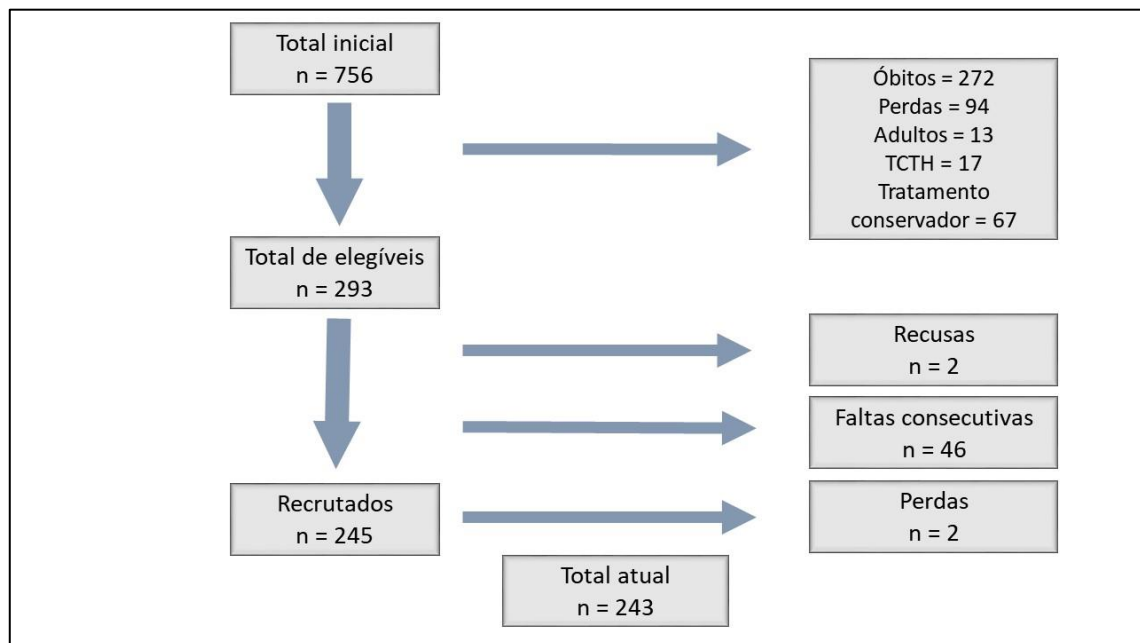 Total inicial
n = 756
Óbitos = 272
Perdas = 94
Adultos = 13
TCTH = 17
Tratamento
conservador = 67
Total de elegíveis
n = 293
Recusas
n = 2
Faltas consecutivas
n = 46
Recrutados
n = 245
Perdas
n = 2
Total atual
n = 243